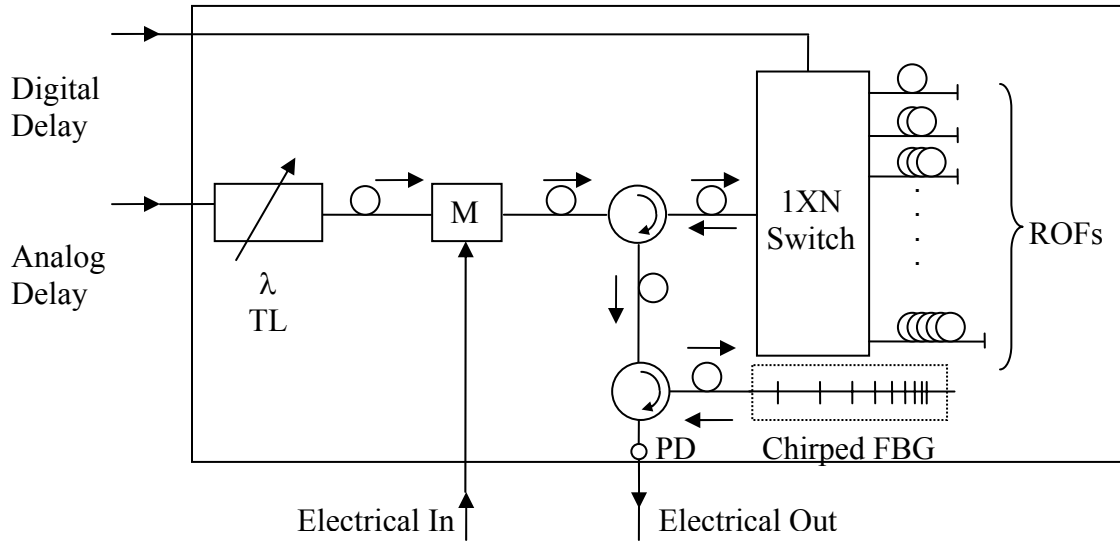 Digital
Delay
Analog
Delay
λ
TL
M
1XN
Switch
ROFs
PD
Chirped FBG
Electrical In
Electrical Out